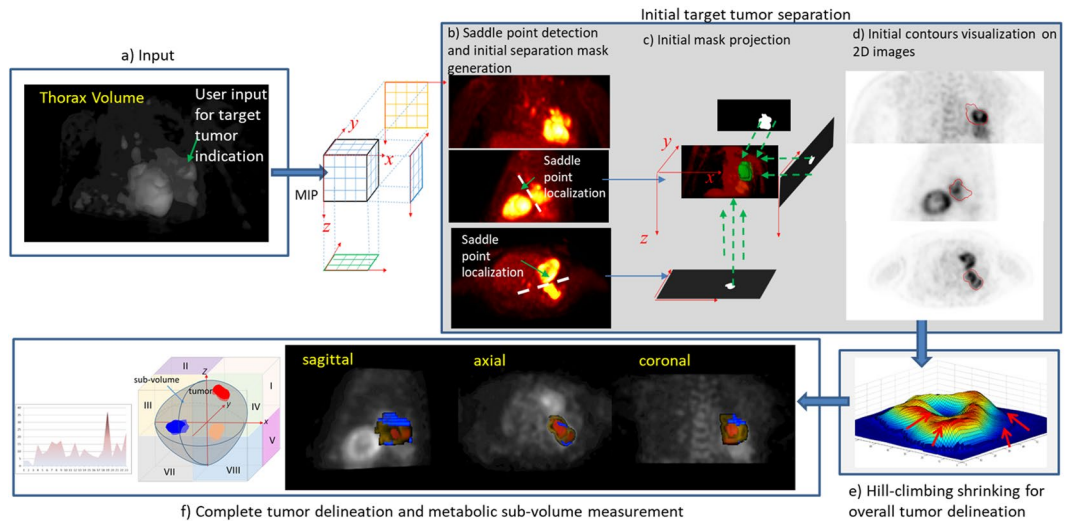 Initial target tumor separation
a) Input
Thorax Volume
User input
for target
tumor
indication
MIP
x
y
z
b) Saddle point detection
and initial separation mask
generation
Saddle
point
localization
Saddle
point
localization
c) Initial mask projection
y
x
z
d) Initial contours visualization on
2D images
e) Hill-climbing shrinking for
overall tumor delineation
sagittal
axial
coronal
II
I
sub-volume
Z
tumor
III
y
IV
x
V
VII
VIII
f) Complete tumor delineation and metabolic sub-volume measurement